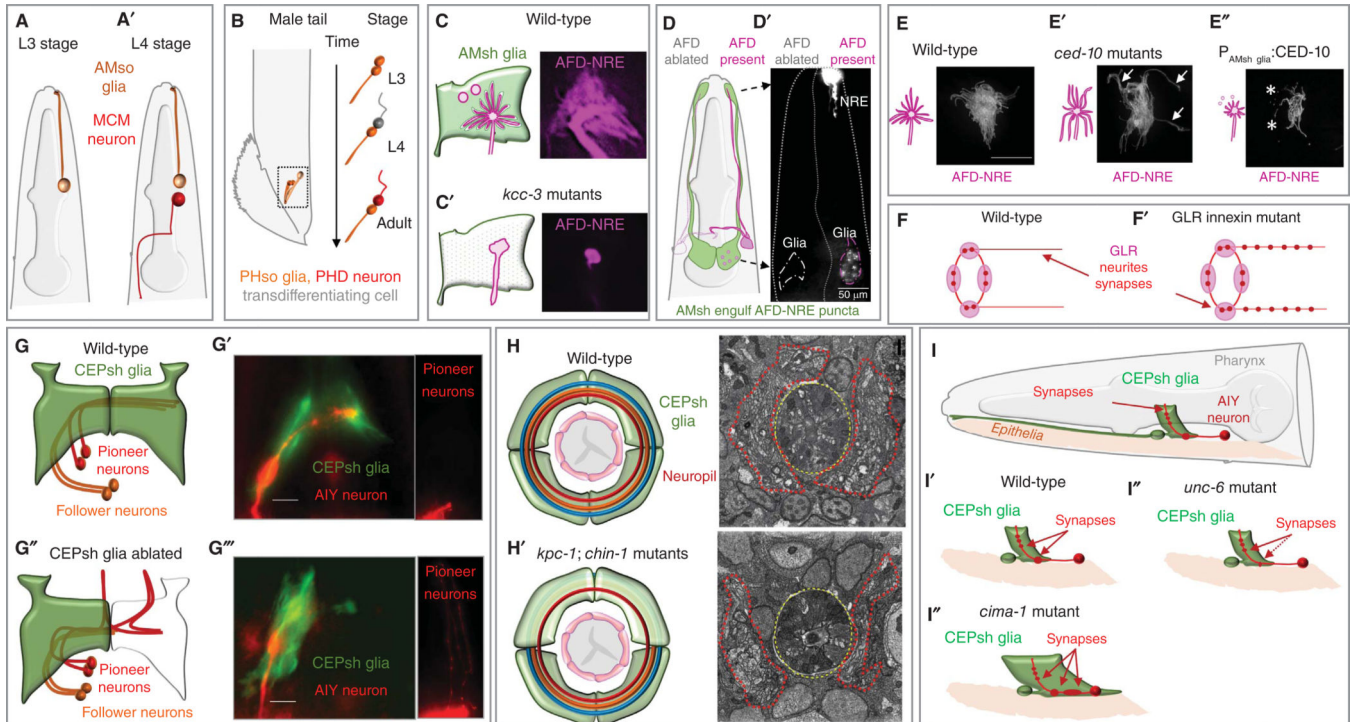 A
L3 stage
A′
L4 stage
AMso
glia
MCM
neuron
B
Male tail
Stage
Time
L3
L4
Adult
PHso glia, PHD neuron
transdifferentiating cell
C
Wild-type
AMsh glia
AFD-NRE
C′
kcc-3 mutants
AFD-NRE
D
D′
AFD
ablated
AFD
present
AFD
ablated
AFD
present
NRE
Glia
Glia
50 μm
AMsh engulf AFD-NRE puncta
E
Wild-type
AFD-NRE
E′
ced-10 mutants
AFD-NRE
E″
PAMsh glia:CED-10
*
*
AFD-NRE
F
Wild-type
F′
GLR innexin mutant
GLR
neurites
synapses
G
Wild-type
CEPsh glia
Pioneer
neurons
Follower neurons
G′
CEPsh glia
AIY neuron
Pioneer
neurons
G″
CEPsh glia ablated
Pioneer
neurons
Follower neurons
G‴
CEPsh glia
AIY neuron
Pioneer
neurons
H
Wild-type
CEPsh
glia
Neuropil
H′
kpc-1; chin-1 mutants
I
Pharynx
CEPsh glia
Synapses
AIY
neuron
Epithelia
I′
Wild-type
CEPsh glia
Synapses
I″
unc-6 mutant
CEPsh glia
Synapses
I″
cima-1 mutant
CEPsh glia
Synapses